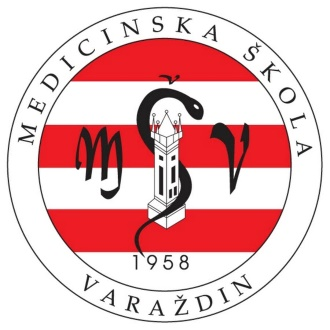 MEDICINSKA ŠKOLA
M Š V
1958
VARAŽDIN